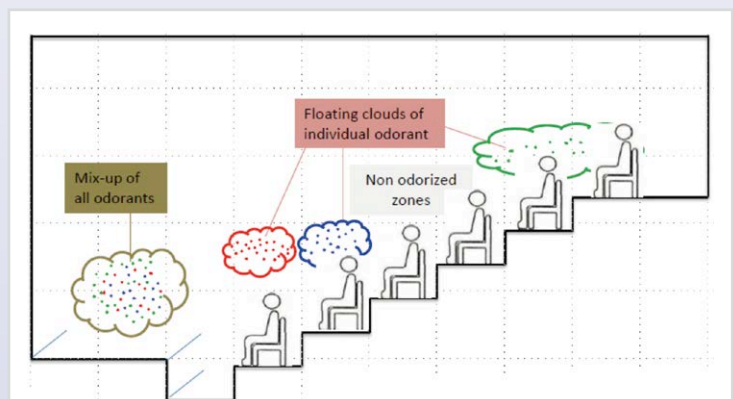 Floating clouds of
individual odorant
Mix-up of
all odorants
Non odorized
zones